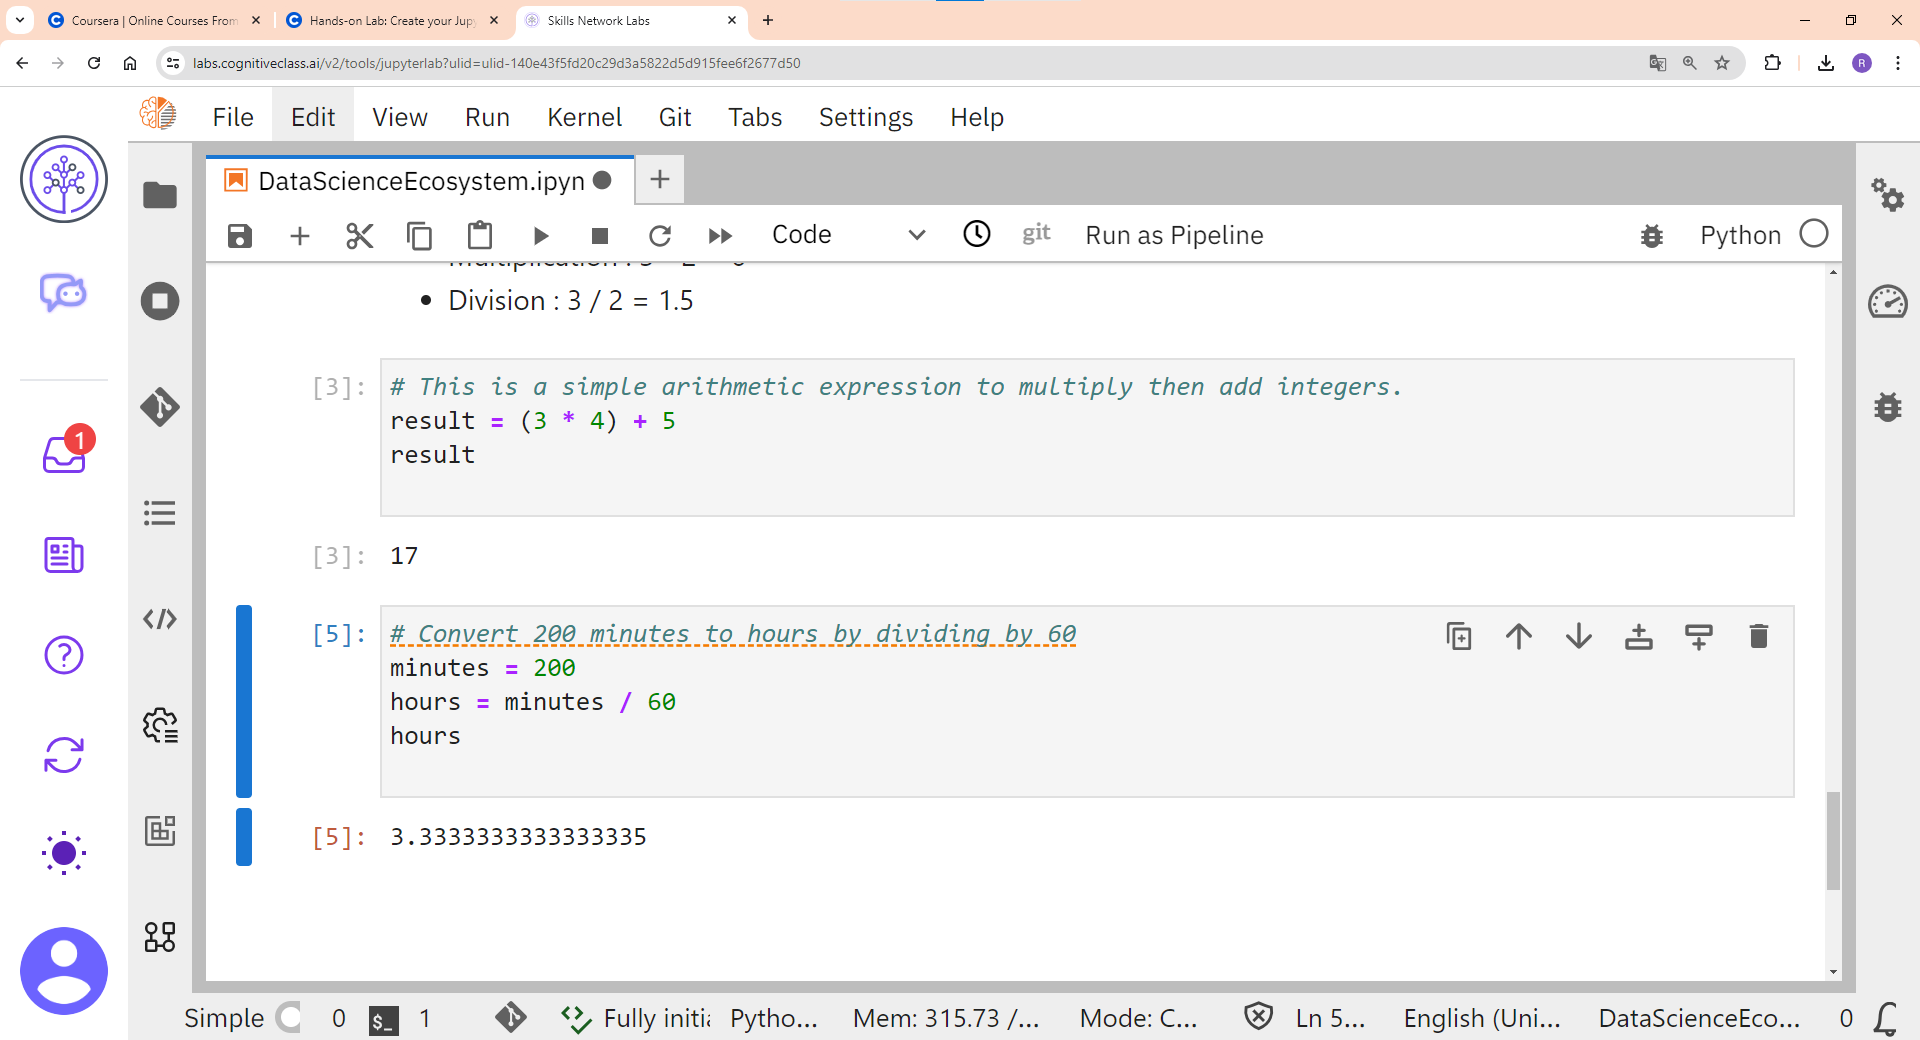 Coursera | Online Courses From
Hands-on Lab: Create your Jup
Skills Network Labs
labs.cognitiveclass.ai/v2/tools/jupyterlab?ulid=ulid-140e43f5fd20c29d3a5822d5d915fee6f2677d50
R
File Edit View Run Kernel Git Tabs Settings Help
DataScienceEcosystem.ipyn
Code git Run as Pipeline Python
Division : 3 / 2 = 1.5
[3]: # This is a simple arithmetic expression to multiply then add integers.
result = (3 * 4) + 5
result
[3]: 17
[5]: # Convert 200 minutes to hours by dividing by 60
minutes = 200
hours = minutes / 60
hours
[5]: 3.3333333333333335
1
Simple 0 $_ 1 Fully initi Pytho... Mem: 315.73 /... Mode: C... Ln 5... English (Uni... DataScienceEco... 0